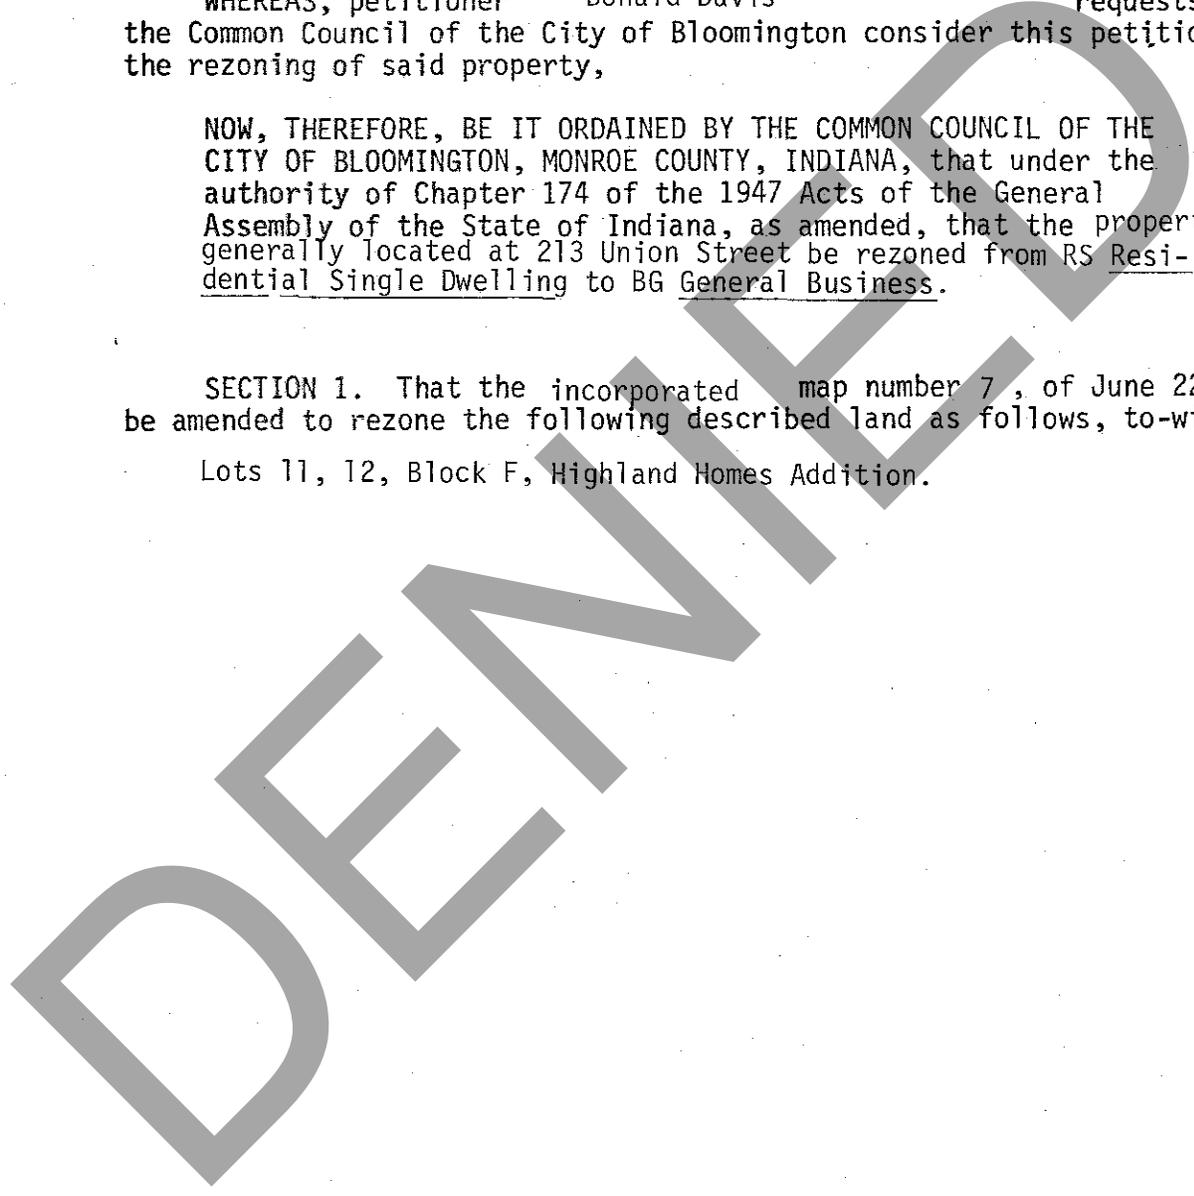 WHEREAS, petitioner Donald Davis requests
the Common Council of the City of Bloomington consider this petitio
the rezoning of said property,
NOW, THEREFORE, BE IT ORDAINED BY THE COMMON COUNCIL OF THE
CITY OF BLOOMINGTON, MONROE COUNTY, INDIANA, that under the
authority of Chapter 174 of the 1947 Acts of the General
Assembly of the State of Indiana, as amended, that the proper
generally located at 213 Union Street be rezoned from RS Resi-
dential Single Dwelling to BG General Business.
SECTION 1. That the incorporated map number 7 , of June 22
be amended to rezone the following described land as follows, to-w
Lots 11, 12, Block F, Highland Homes Addition.
DENIED